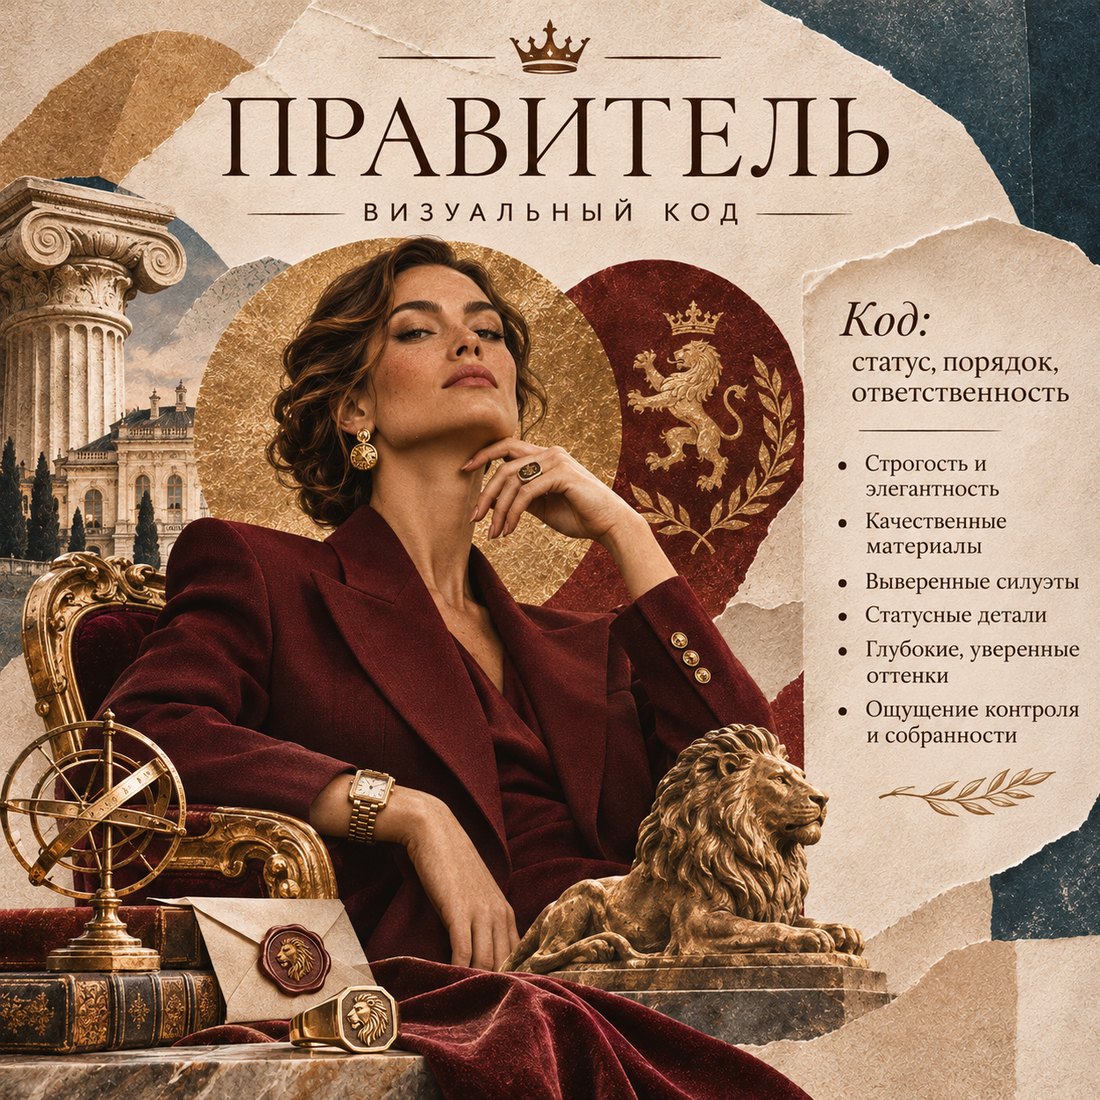 ПРАВИТЕЛЬ
ВИЗУАЛЬНЫЙ КОД
Код:
статус, порядок,
ответственность
• Строгость и
элегантность
• Качественные
материалы
• Выверенные силуэты
• Статусные детали
• Глубокие, уверенные
оттенки
• Ощущение контроля
и собранности